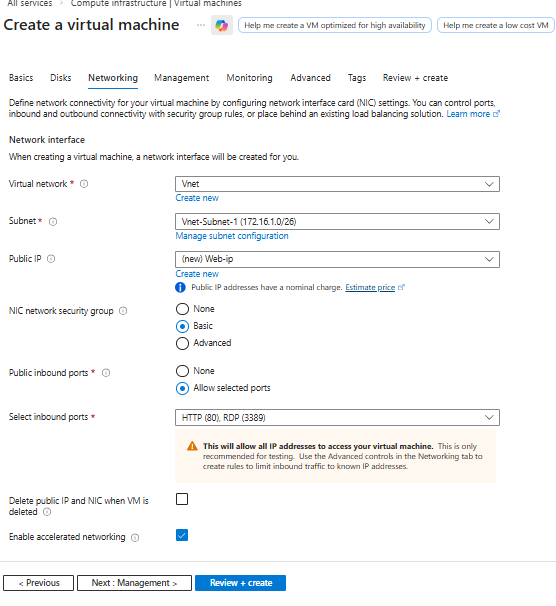 All services > Compute infrastructure | Virtual machines >
Create a virtual machine ...
Help me create a VM optimized for high availability
Help me create a low cost VM
Basics Disks Networking Management Monitoring Advanced Tags Review + create
Define network connectivity for your virtual machine by configuring network interface card (NIC) settings. You can control ports,
inbound and outbound connectivity with security group rules, or place behind an existing load balancing solution. Learn more
Network interface
When creating a virtual machine, a network interface will be created for you.
Virtual network *
Vnet
Create new
Subnet *
Vnet-Subnet-1 (172.16.1.0/26)
Manage subnet configuration
Public IP
(new) Web-ip
Create new
Public IP addresses have a nominal charge. Estimate price
NIC network security group
None
Basic
Advanced
Public inbound ports *
None
Allow selected ports
Select inbound ports *
HTTP (80), RDP (3389)
This will allow all IP addresses to access your virtual machine. This is only
recommended for testing. Use the Advanced controls in the Networking tab to
create rules to limit inbound traffic to known IP addresses.
Delete public IP and NIC when VM is
deleted
Enable accelerated networking
< Previous
Next : Management >
Review + create